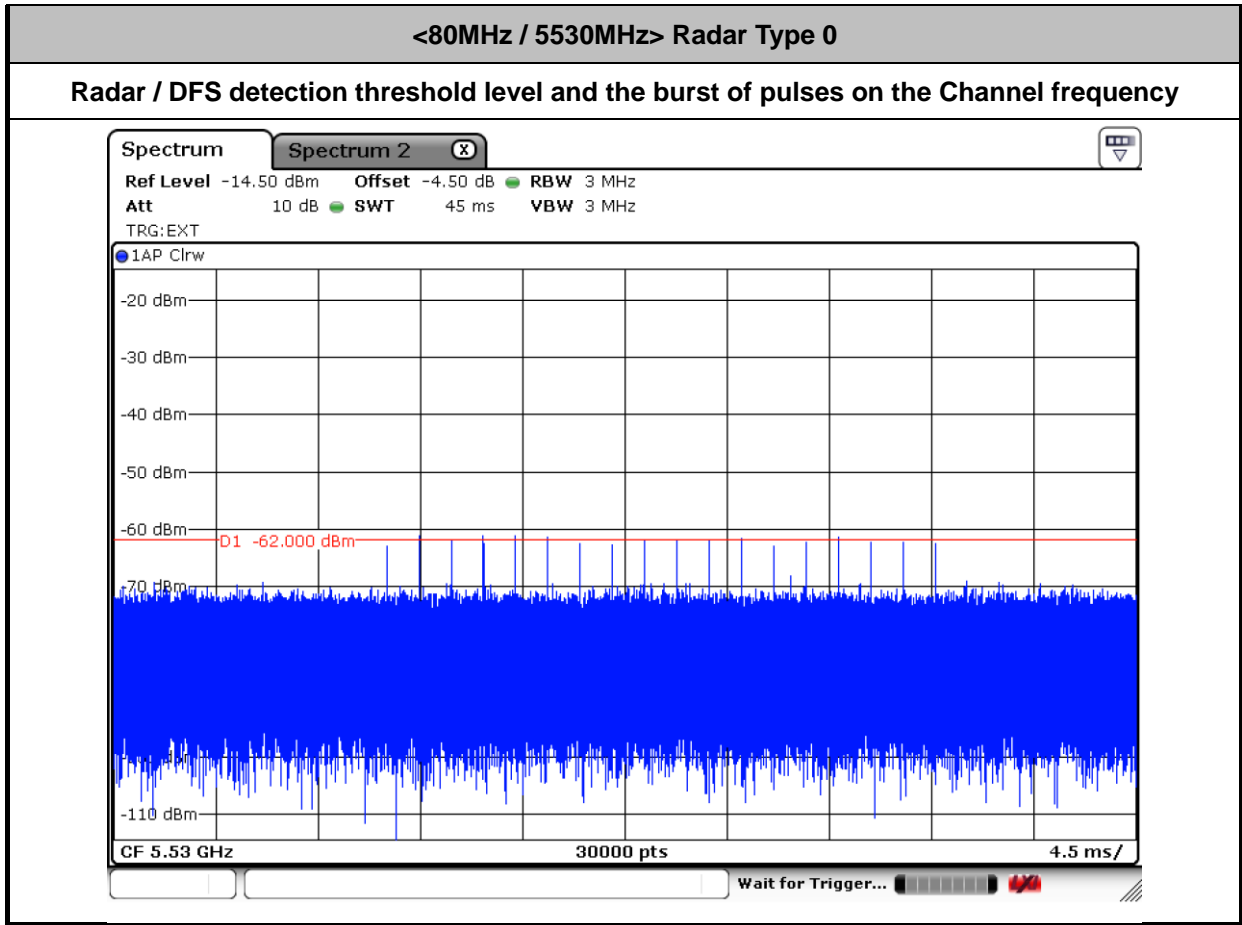 <80MHz / 5530MHz> Radar Type 0
Radar / DFS detection threshold level and the burst of pulses on the Channel frequency
Spectrum Spectrum 2 X
Ref Level -14.50 dBm Offset -4.50 dB RBW 3 MHz
Att 10 dB SWT 45 ms VBW 3 MHz
TRG:EXT
1AP Clrw
-20 dBm
-30 dBm
-40 dBm
-50 dBm
-60 dBm
D1 -62.000 dBm
-70 dBm
-110 dBm
CF 5.53 GHz 30000 pts 4.5 ms/
Wait for Trigger...